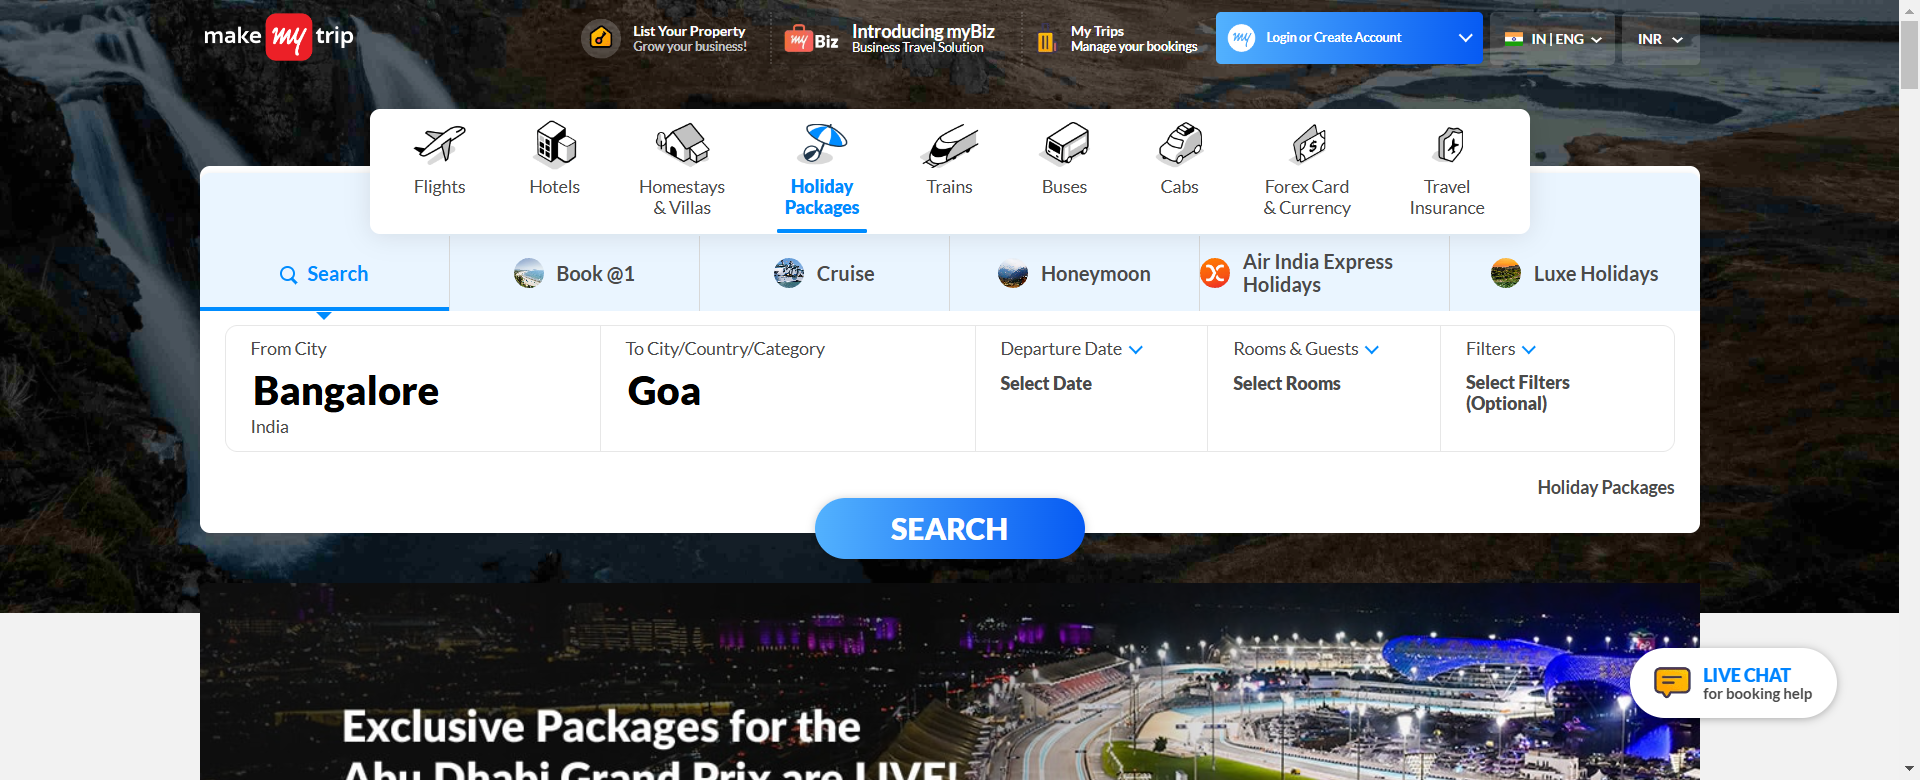 make my trip
List Your Property
Grow your business!
my Biz
Introducing myBiz
Business Travel Solution
My Trips
Manage your bookings
my
Login or Create Account
IN | ENG
INR
Flights
Hotels
Homestays
& Villas
Holiday
Packages
Trains
Buses
Cabs
Forex Card
& Currency
Travel
Insurance
Search
Book @1
Cruise
Honeymoon
Air India Express
Holidays
Luxe Holidays
From City
Bangalore
India
To City/Country/Category
Goa
Departure Date
Select Date
Rooms & Guests
Select Rooms
Filters
Select Filters
(Optional)
Holiday Packages
SEARCH
LIVE CHAT
for booking help
Exclusive Packages for the
Abu Dhabi Grand Prix are LIVE!